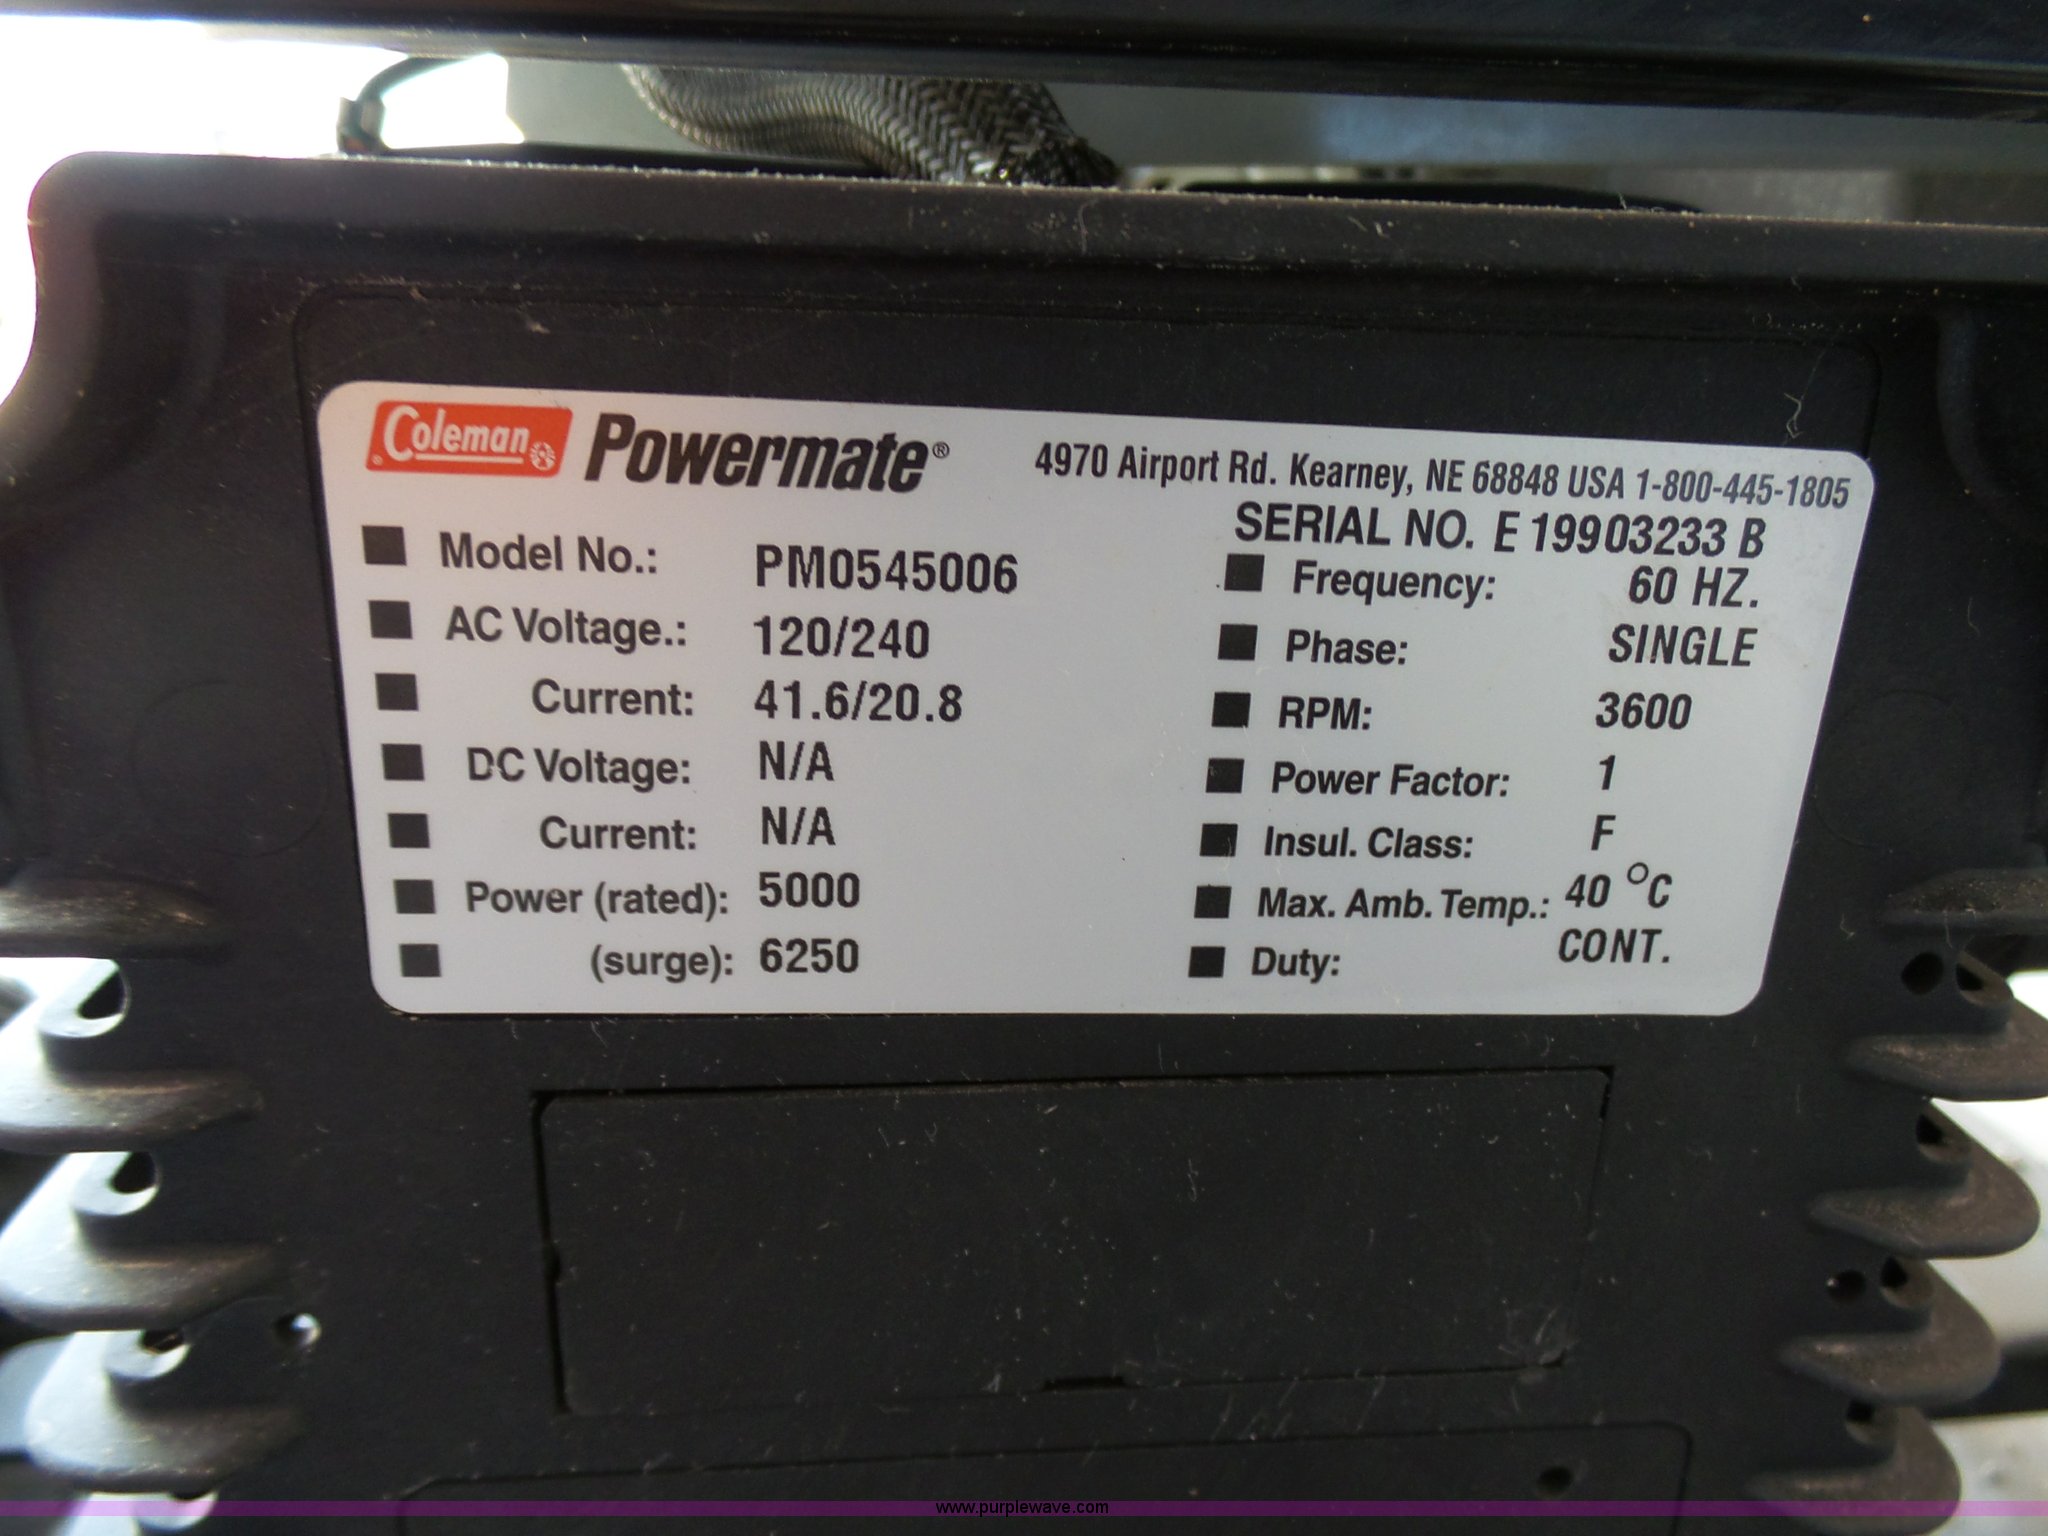 Coleman Powermate® 4970 Airport Rd. Kearney, NE 68848 USA 1-800-445-1805
SERIAL NO. E 19903233 B
Model No.: PM0545006
Frequency: 60 HZ.
AC Voltage.: 120/240
Phase: SINGLE
Current: 41.6/20.8
RPM: 3600
DC Voltage: N/A
Power Factor: 1
Current: N/A
Insul. Class: F
Power (rated): 5000
Max. Amb. Temp.: 40 °C
(surge): 6250
Duty: CONT.
www.purplewave.com